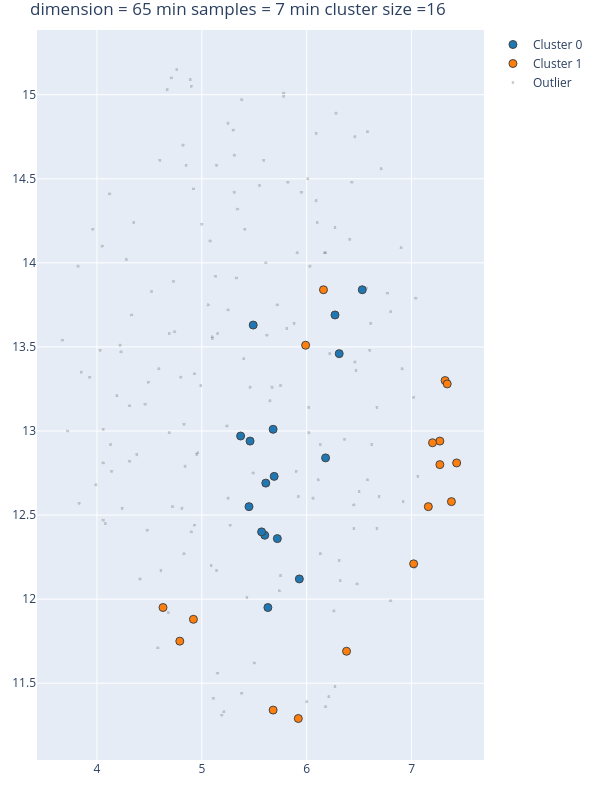 dimension = 65 min samples = 7 min cluster size =16
Cluster 0
Cluster 1
Outlier
15
14.5
14
13.5
13
12.5
12
11.5
4 5 6 7